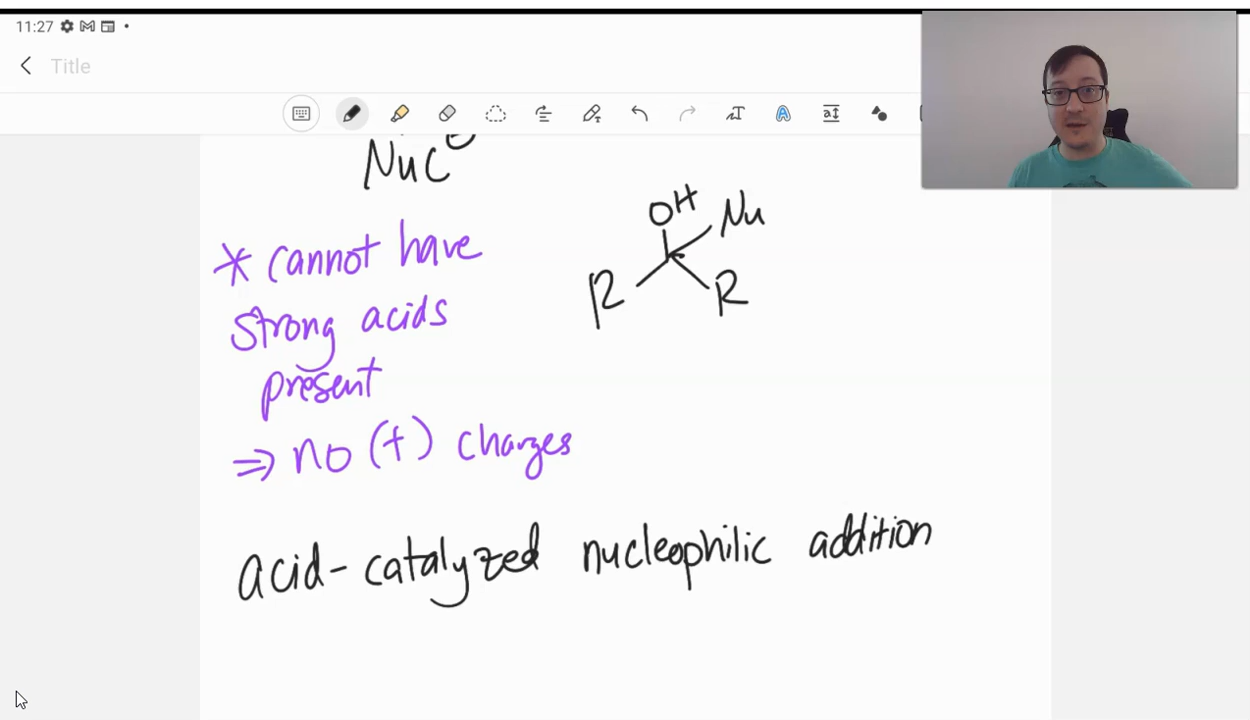 11:27
Title
Nuc⊖
OH Nu
* cannot have
R R
strong acids
present
⇒ no (+) charges
acid-catalyzed nucleophilic addition